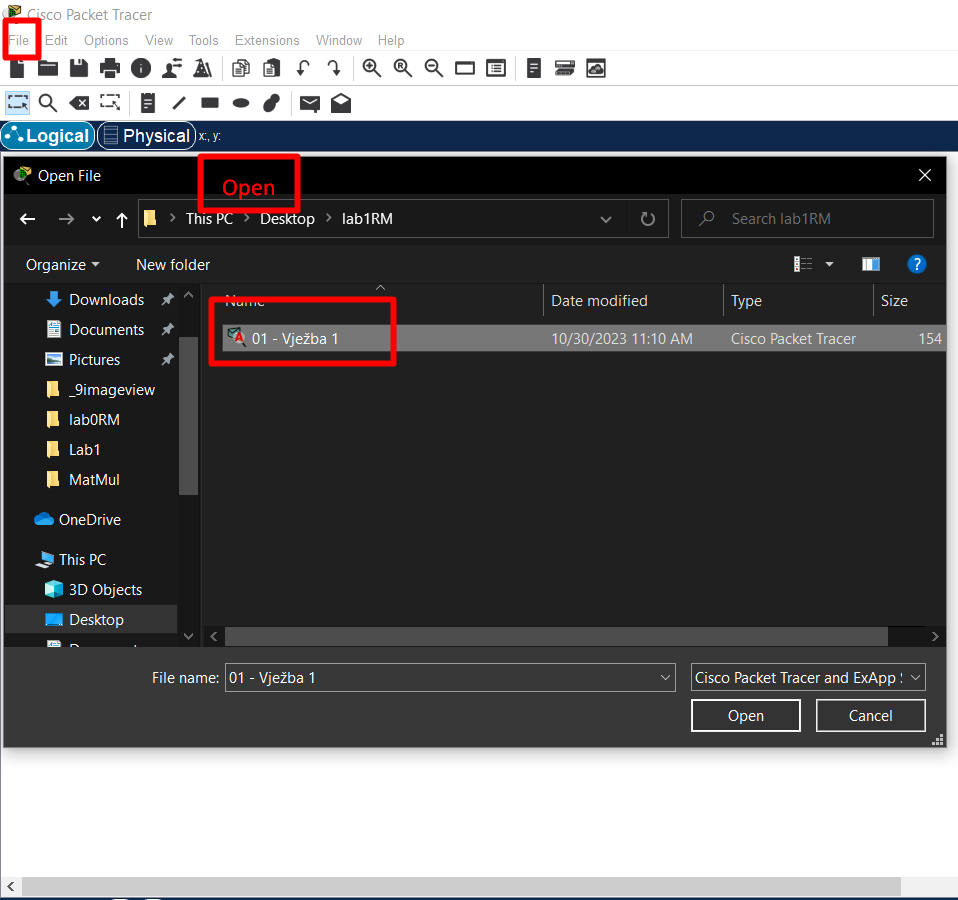 Cisco Packet Tracer
File Edit Options View Tools Extensions Window Help
Logical Physical x:, y:
Open File
Open
This PC > Desktop > lab1RM
Search lab1RM
Organize New folder
Name Date modified Type Size
01 - Vježba 1 10/30/2023 11:10 AM Cisco Packet Tracer 154
Downloads
Documents
Pictures
_9imageview
lab0RM
Lab1
MatMul
OneDrive
This PC
3D Objects
Desktop
File name: 01 - Vježba 1 Cisco Packet Tracer and ExApp
Open Cancel